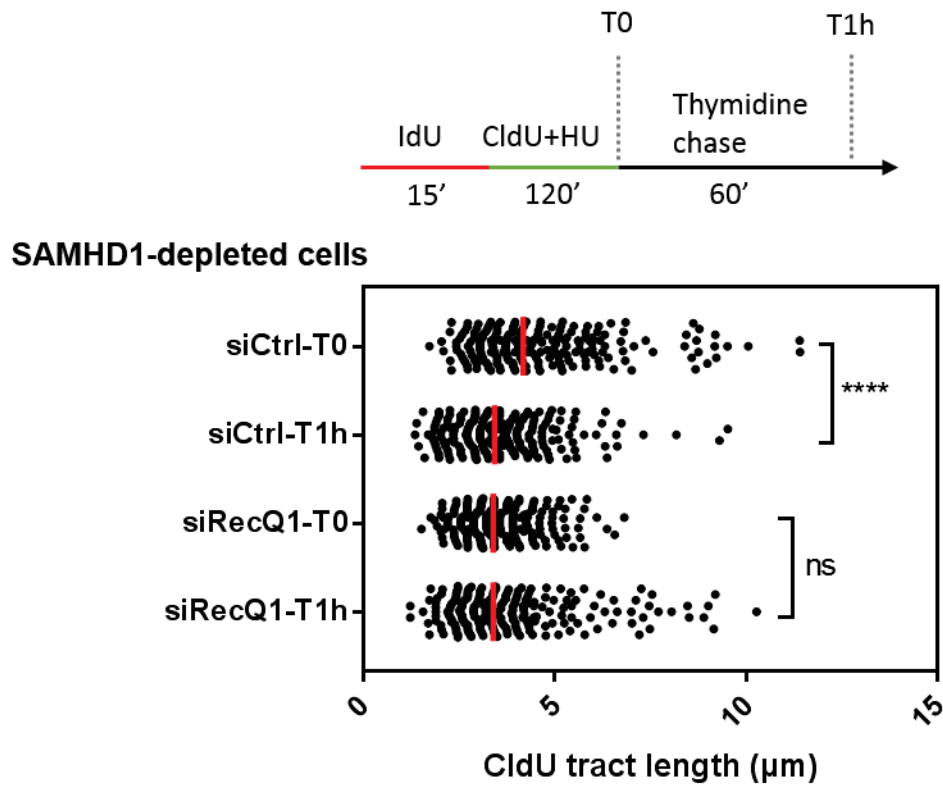 T0 T1h
Thymidine
IdU CldU+HU chase
15’ 120’ 60’
SAMHD1-depleted cells
siCtrl-T0
****
siCtrl-T1h
siRecQ1-T0
ns
siRecQ1-T1h
0 5 10 15
CldU tract length (µm)